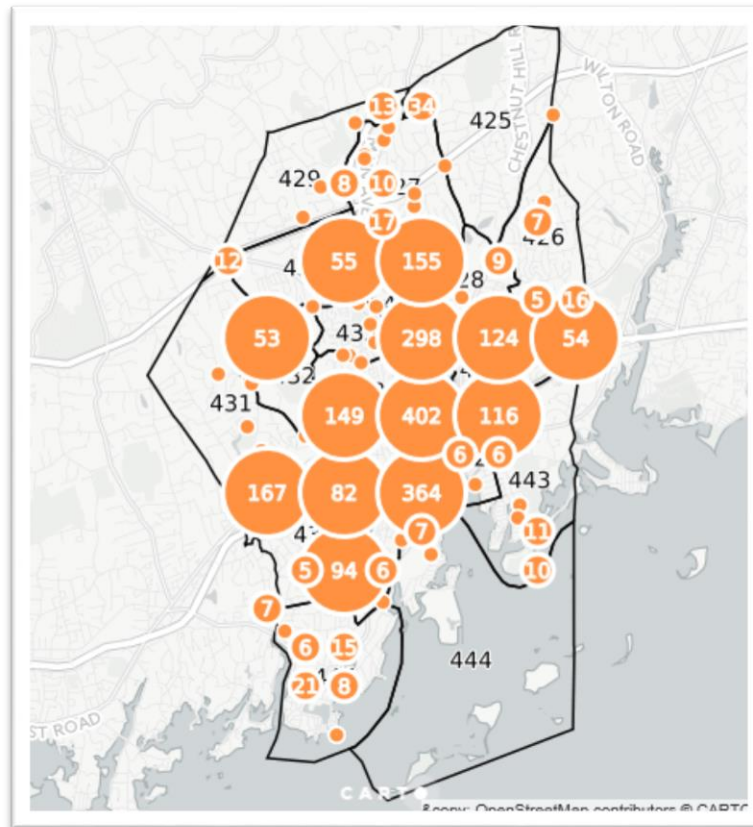 CHESTNUT HILL R
WILTON ROAD
13 34
425
429 8 10 27
17
7
426
12
55 155 9
28
5 16
53 298 124 54
43
32
431
149 402 116
6 6
443
167 82 364
7
11
5 94 6
10
7
6 15
444
21 8
ST ROAD
CARTO
&copy; OpenStreetMap contributors © CARTO